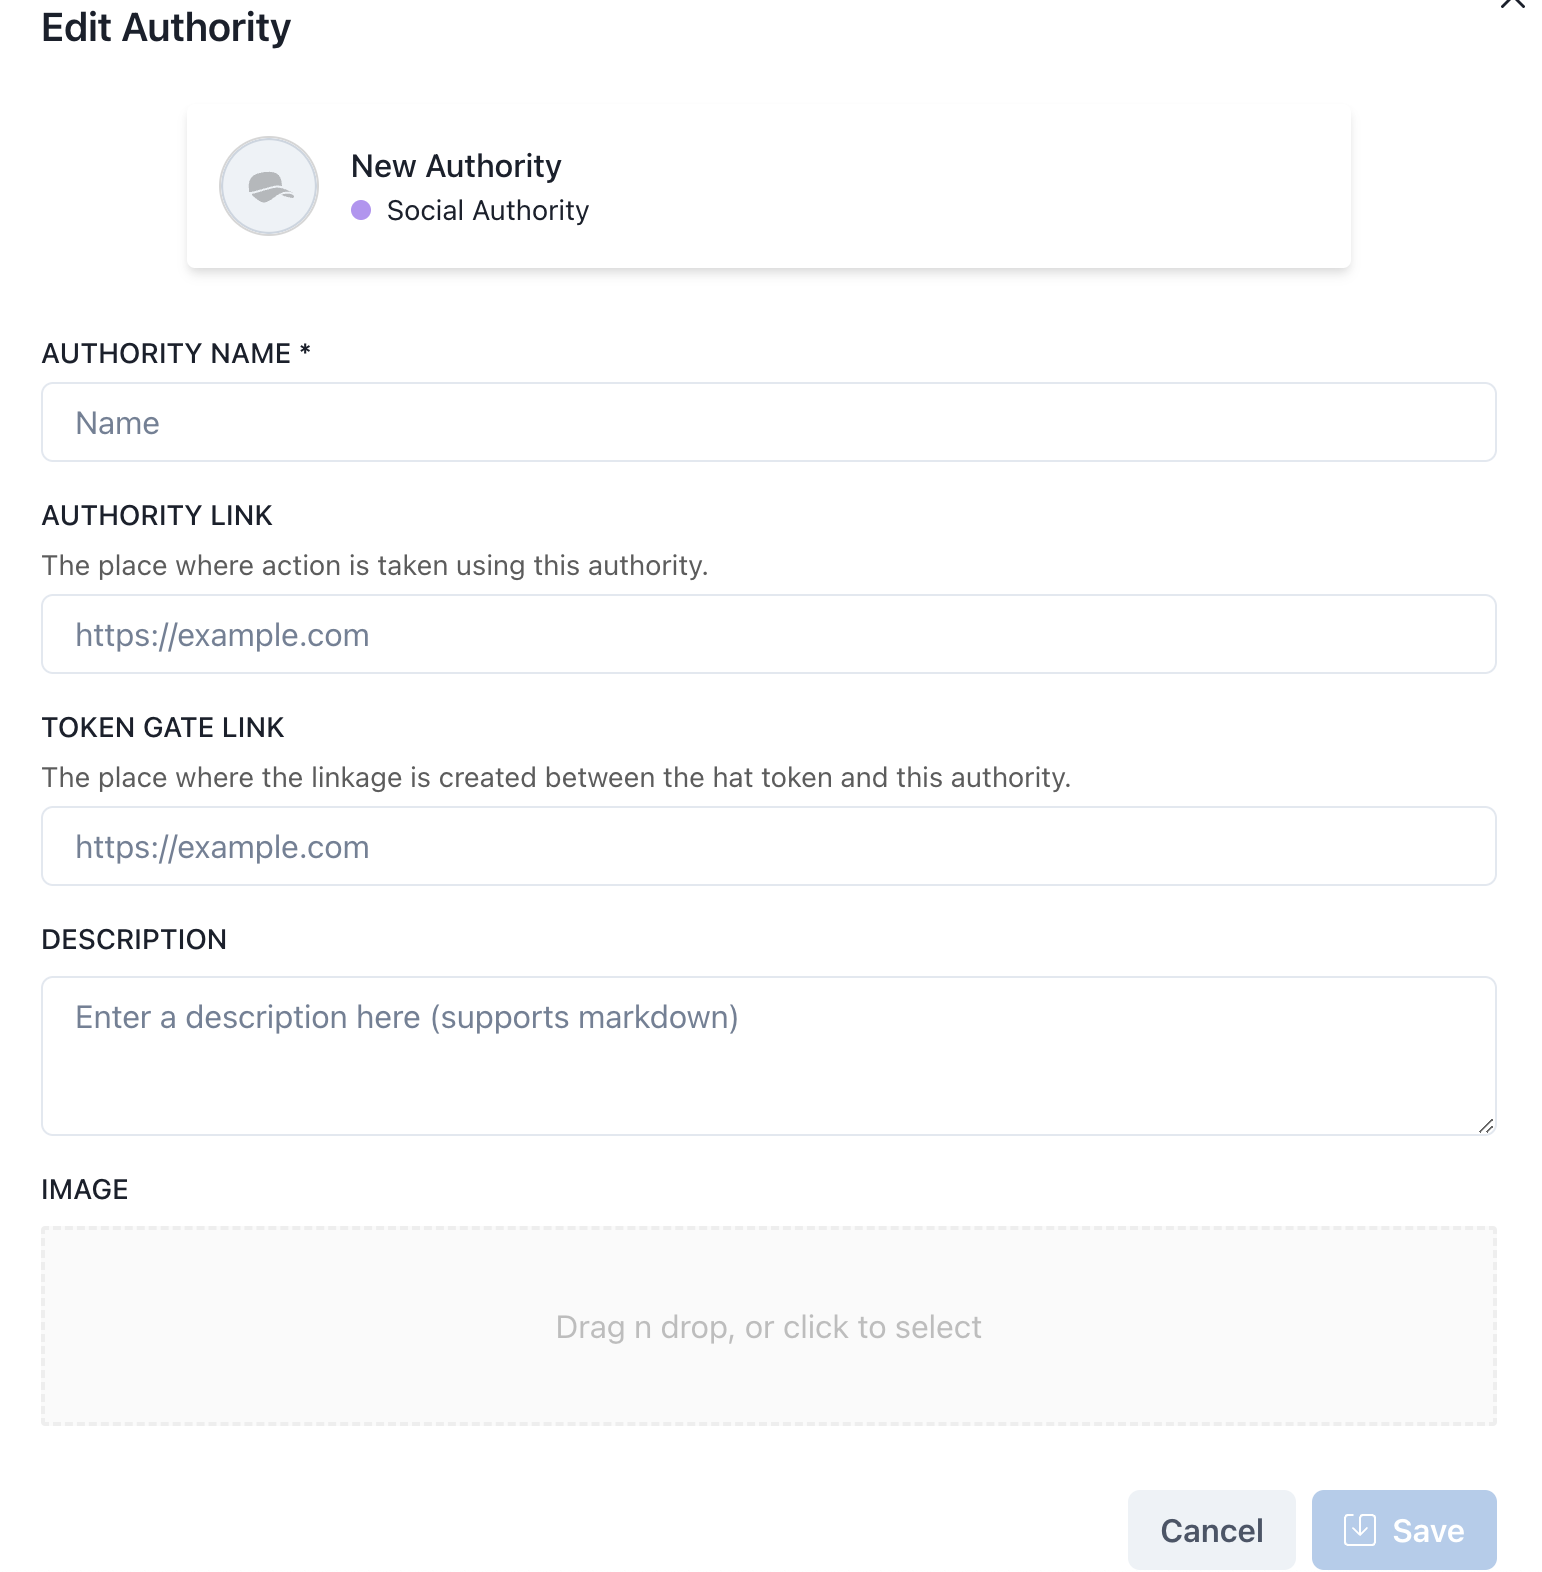 Edit Authority
New Authority
Social Authority
AUTHORITY NAME *
Name
AUTHORITY LINK
The place where action is taken using this authority.
https://example.com
TOKEN GATE LINK
The place where the linkage is created between the hat token and this authority.
https://example.com
DESCRIPTION
Enter a description here (supports markdown)
IMAGE
Drag n drop, or click to select
Cancel
Save